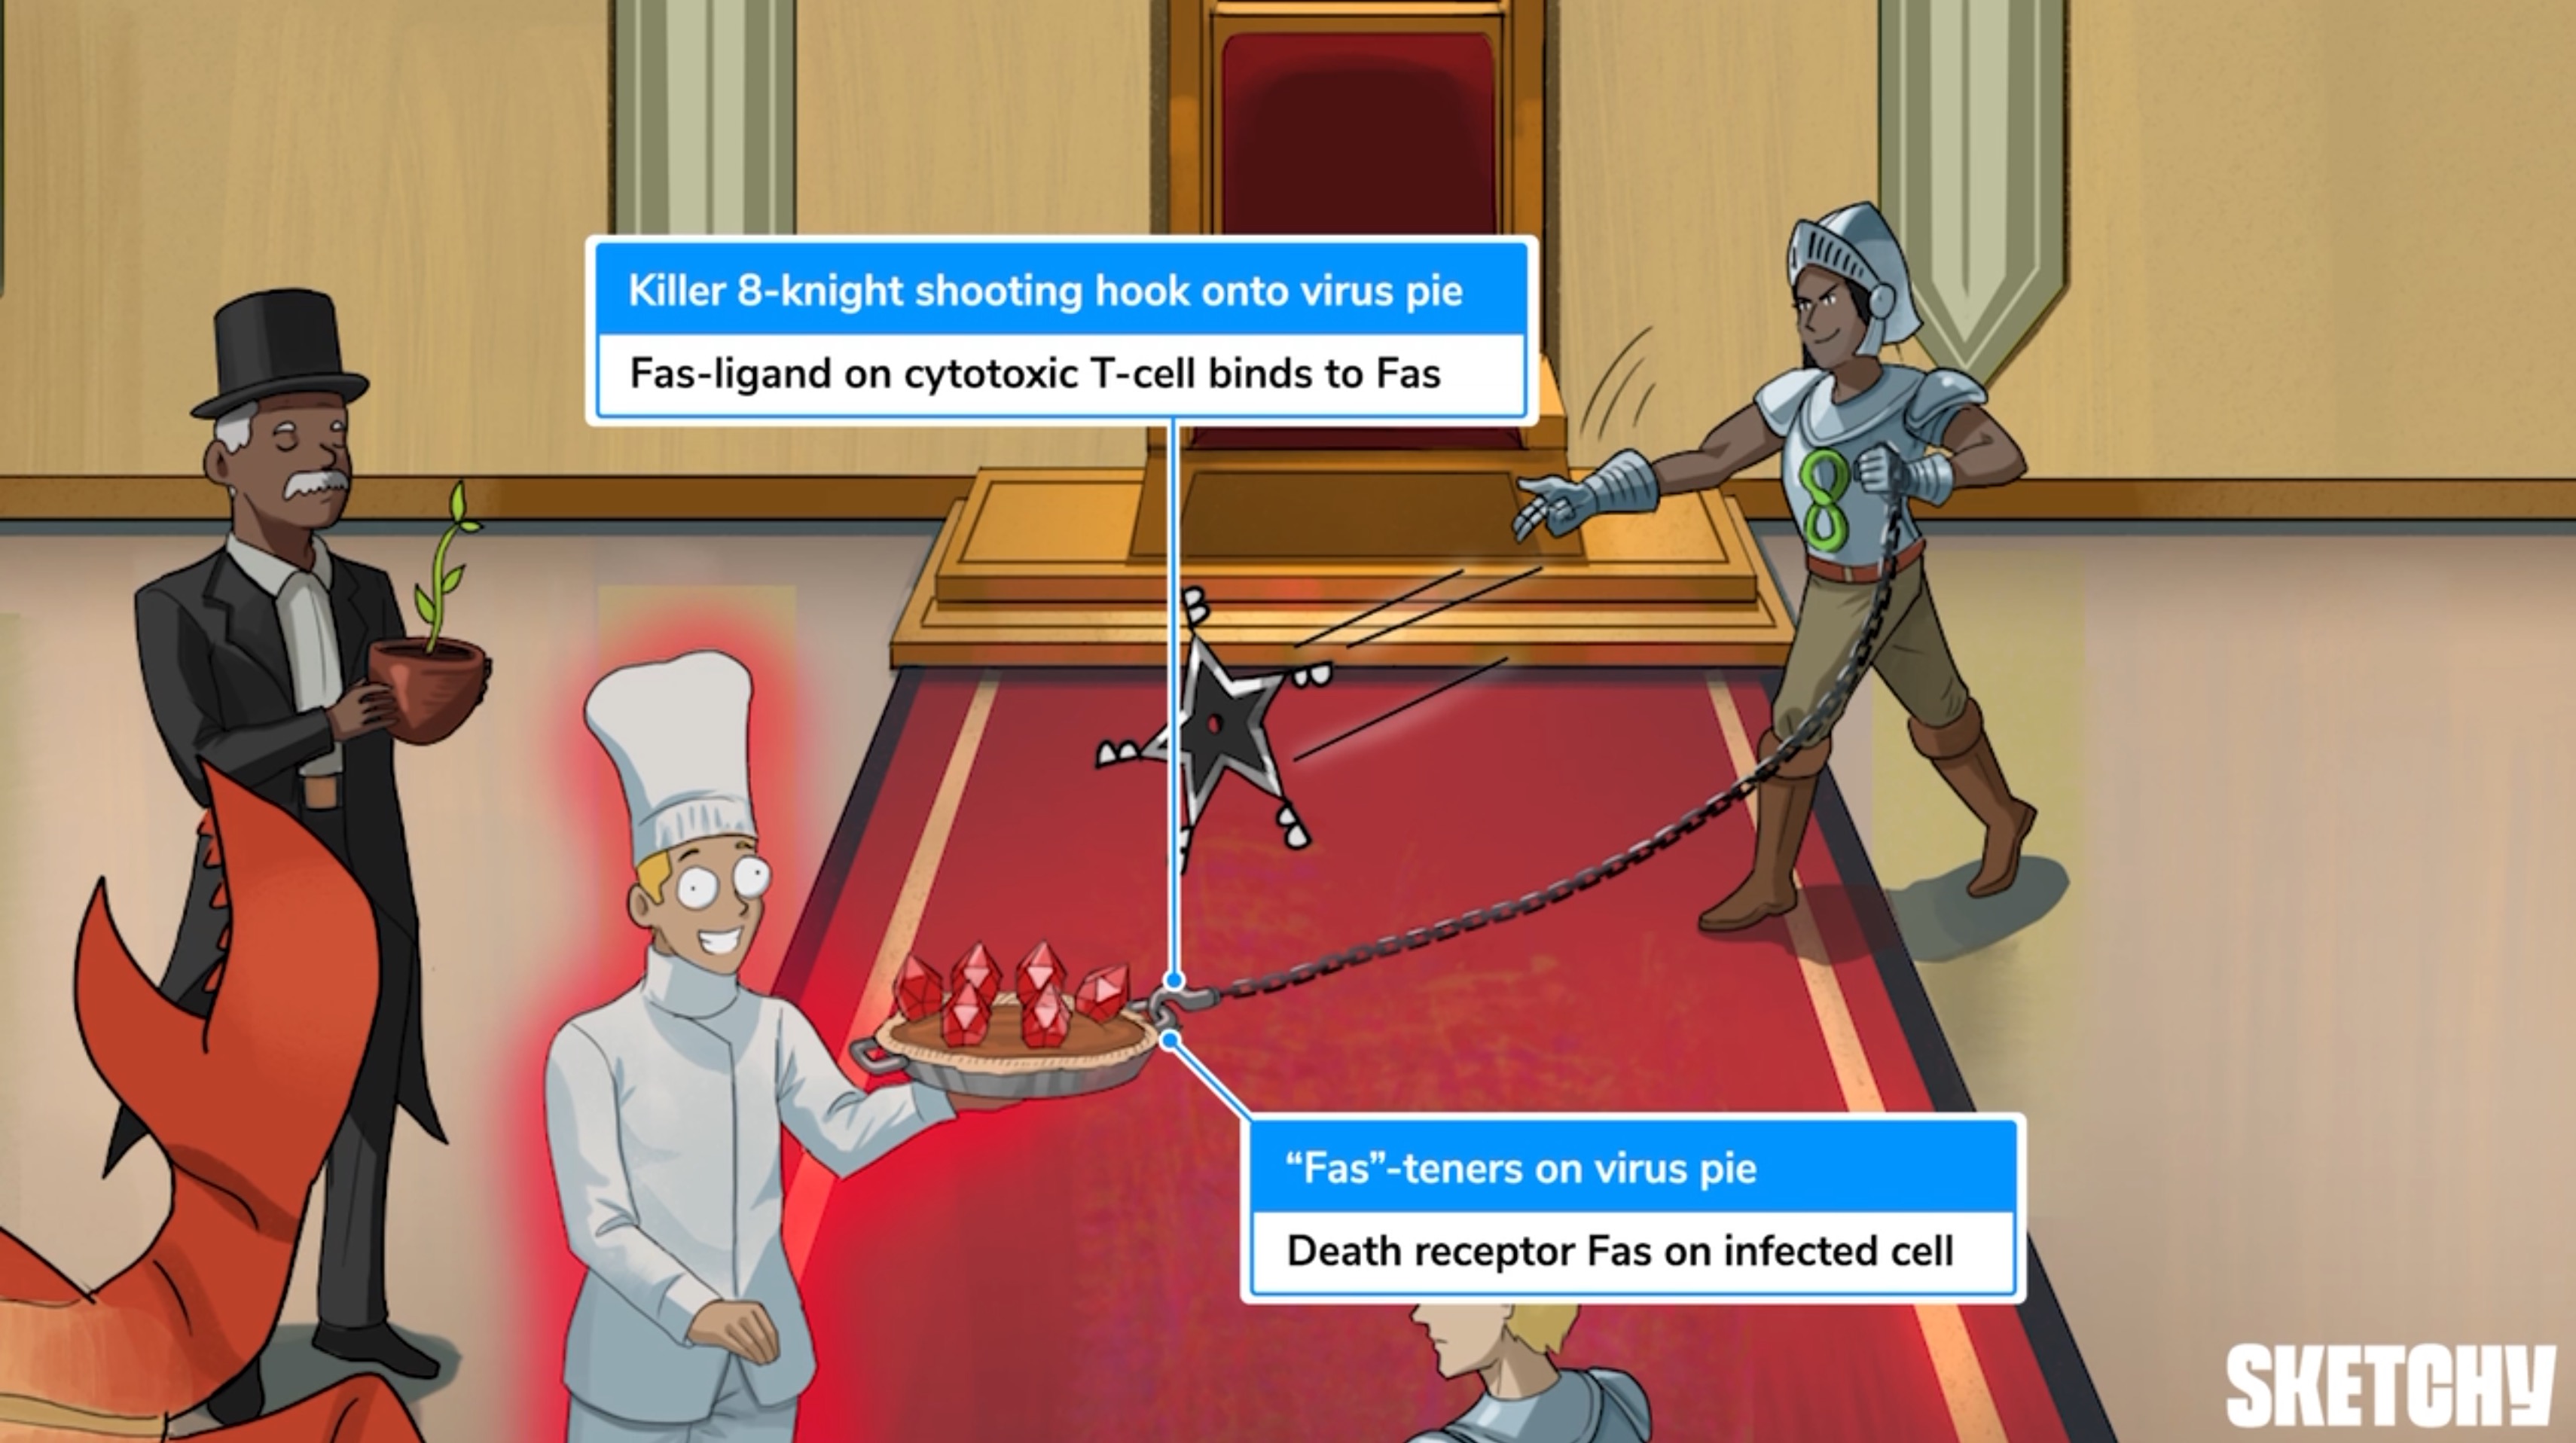 Killer 8-knight shooting hook onto virus pie
Fas-ligand on cytotoxic T-cell binds to Fas
8
“Fas”-teners on virus pie
Death receptor Fas on infected cell
SKETCHY